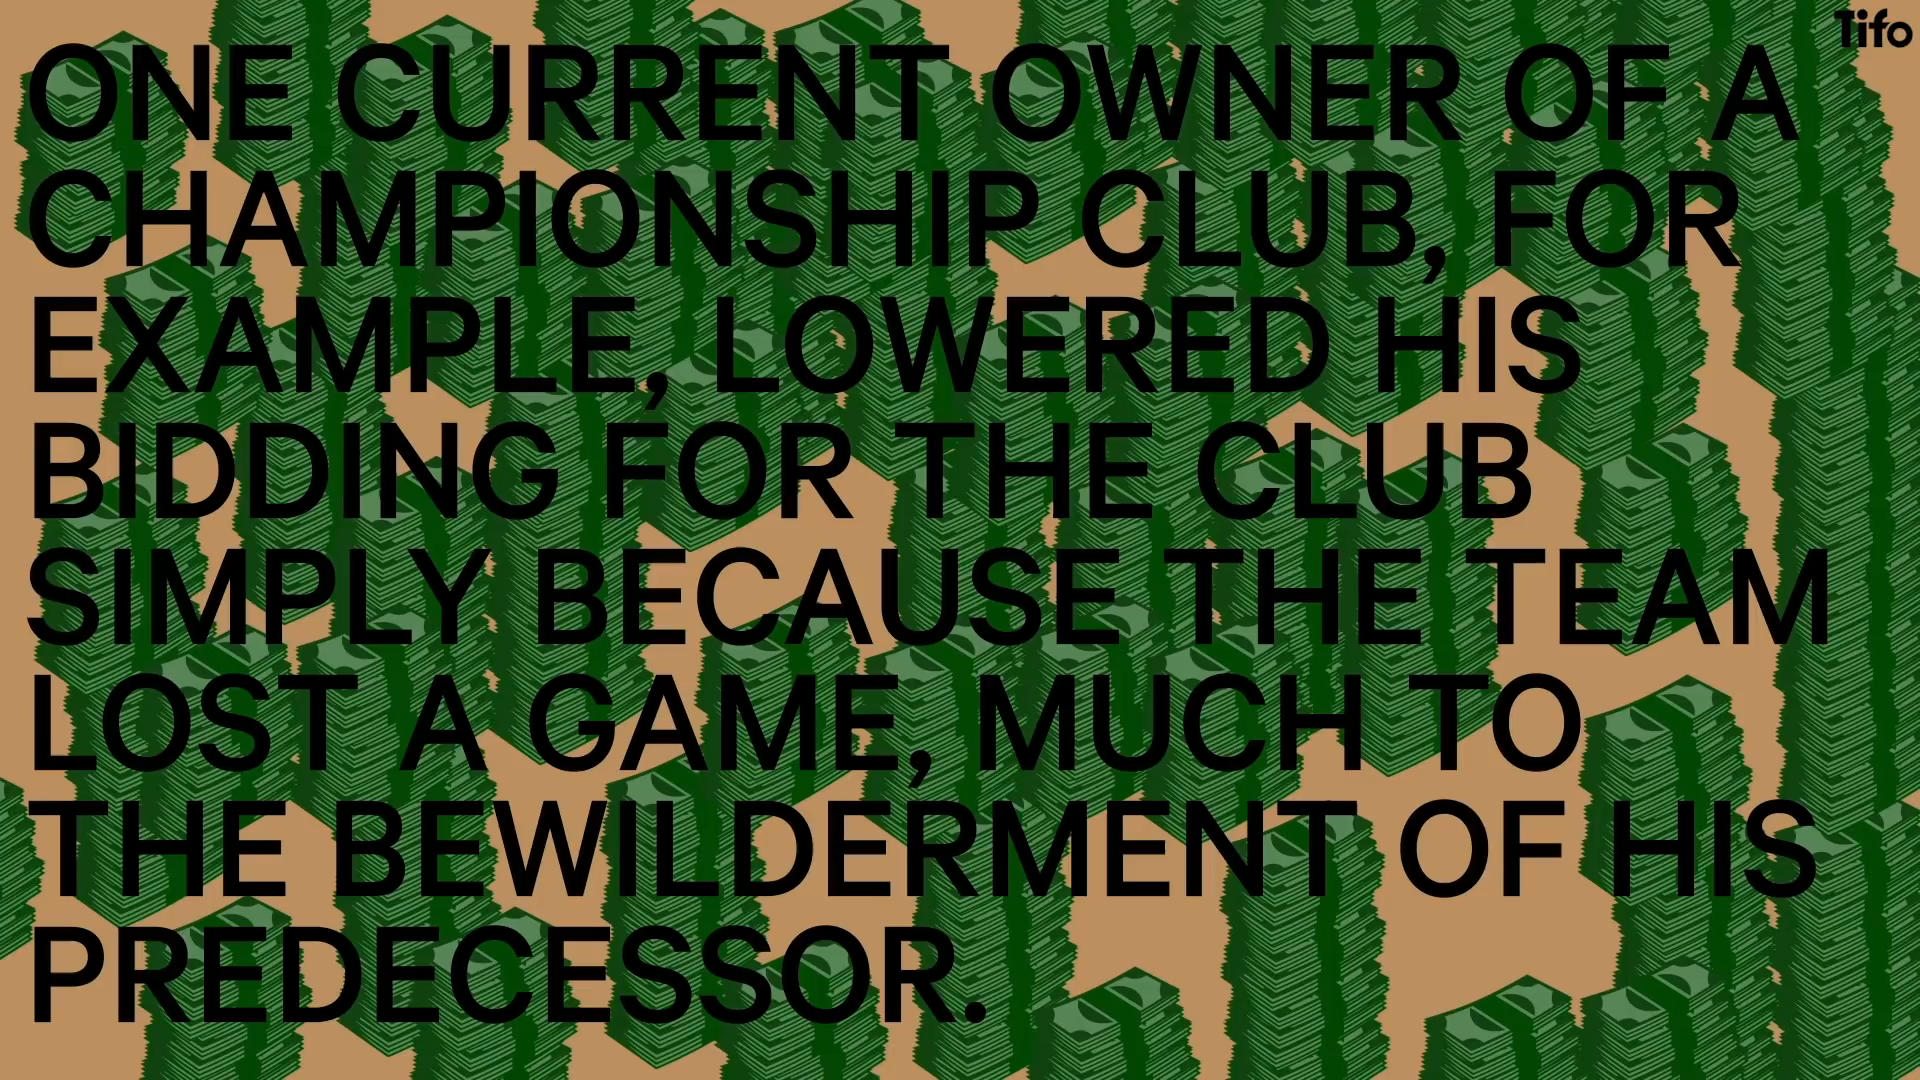 Tifo
ONE CURRENT OWNER OF A
CHAMPIONSHIP CLUB, FOR
EXAMPLE, LOWERED HIS
BIDDING FOR THE CLUB
SIMPLY BECAUSE THE TEAM
LOST A GAME, MUCH TO
THE BEWILDERMENT OF HIS
PREDECESSOR.